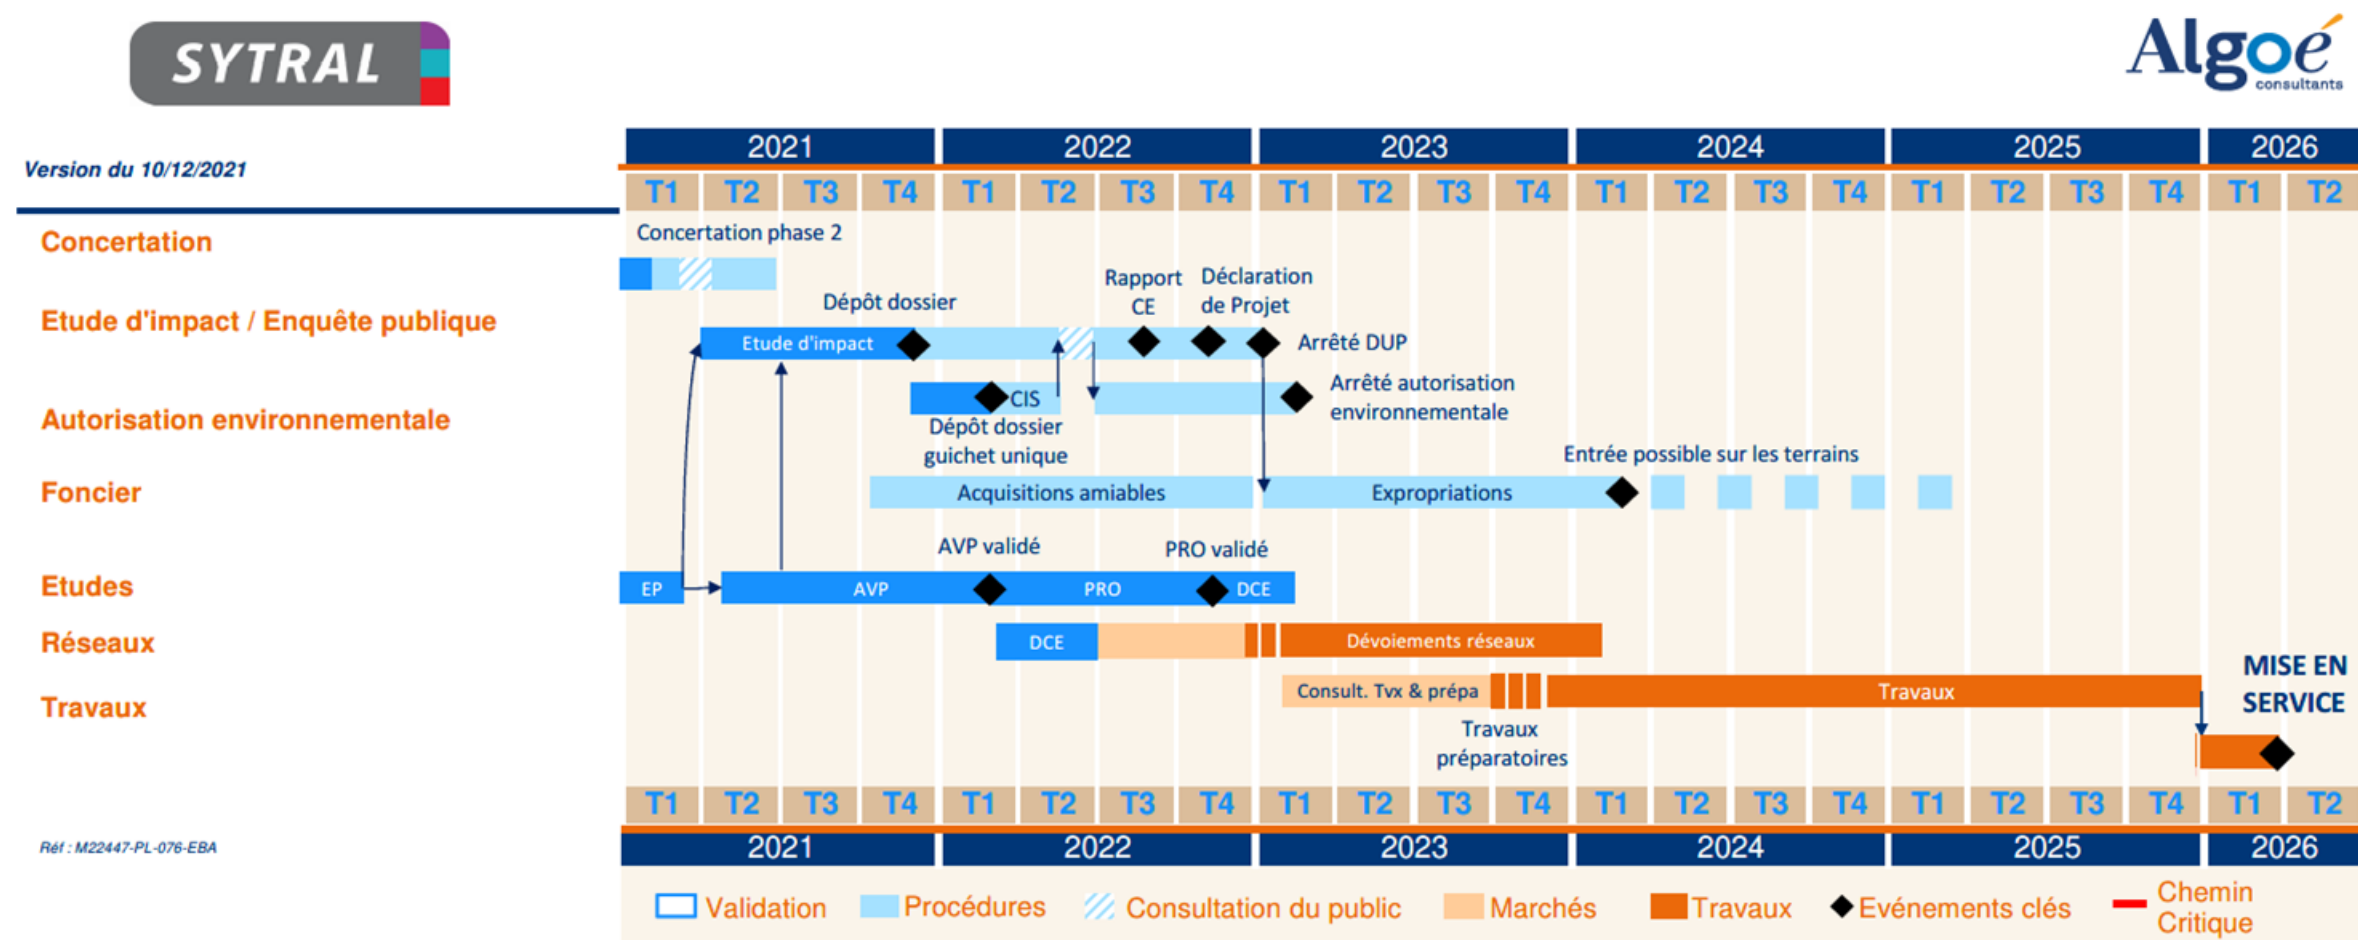 SYTRAL
Algoé
consultants
Version du 10/12/2021
2021 2022 2023 2024 2025 2026
T1 T2 T3 T4 T1 T2 T3 T4 T1 T2 T3 T4 T1 T2 T3 T4 T1 T2 T3 T4 T1 T2
Concertation
Concertation phase 2
Etude d'impact / Enquête publique
Dépôt dossier
Rapport
CE
Déclaration
de Projet
Etude d'impact
Arrêté DUP
Autorisation environnementale
CIS
Dépôt dossier
guichet unique
Arrêté autorisation
environnementale
Foncier
Entrée possible sur les terrains
Acquisitions amiables
Expropriations
Etudes
AVP validé
PRO validé
EP
AVP
PRO
DCE
Réseaux
DCE
Dévoiements réseaux
Travaux
Consult. Tvx & prépa
Travaux
Travaux
préparatoires
MISE EN
SERVICE
T1 T2 T3 T4 T1 T2 T3 T4 T1 T2 T3 T4 T1 T2 T3 T4 T1 T2 T3 T4 T1 T2
2021 2022 2023 2024 2025 2026
Réf : M22447-PL-076-EBA
Validation
Procédures
Consultation du public
Marchés
Travaux
Evénements clés
Chemin
Critique